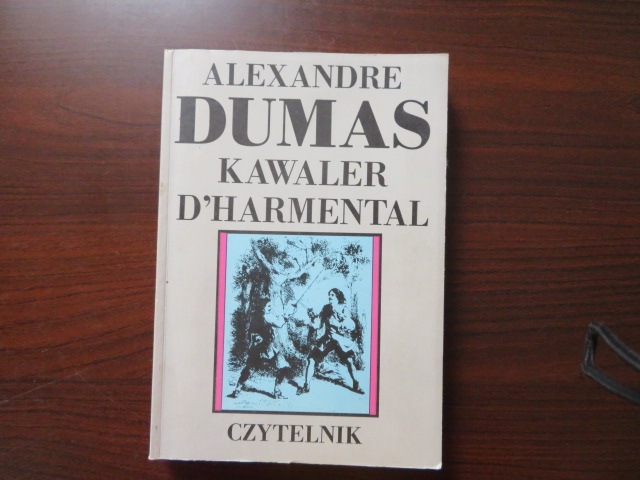 ALEXANDRE
DUMAS
KAWALER
D'HARMENTAL
CZYTELNIK